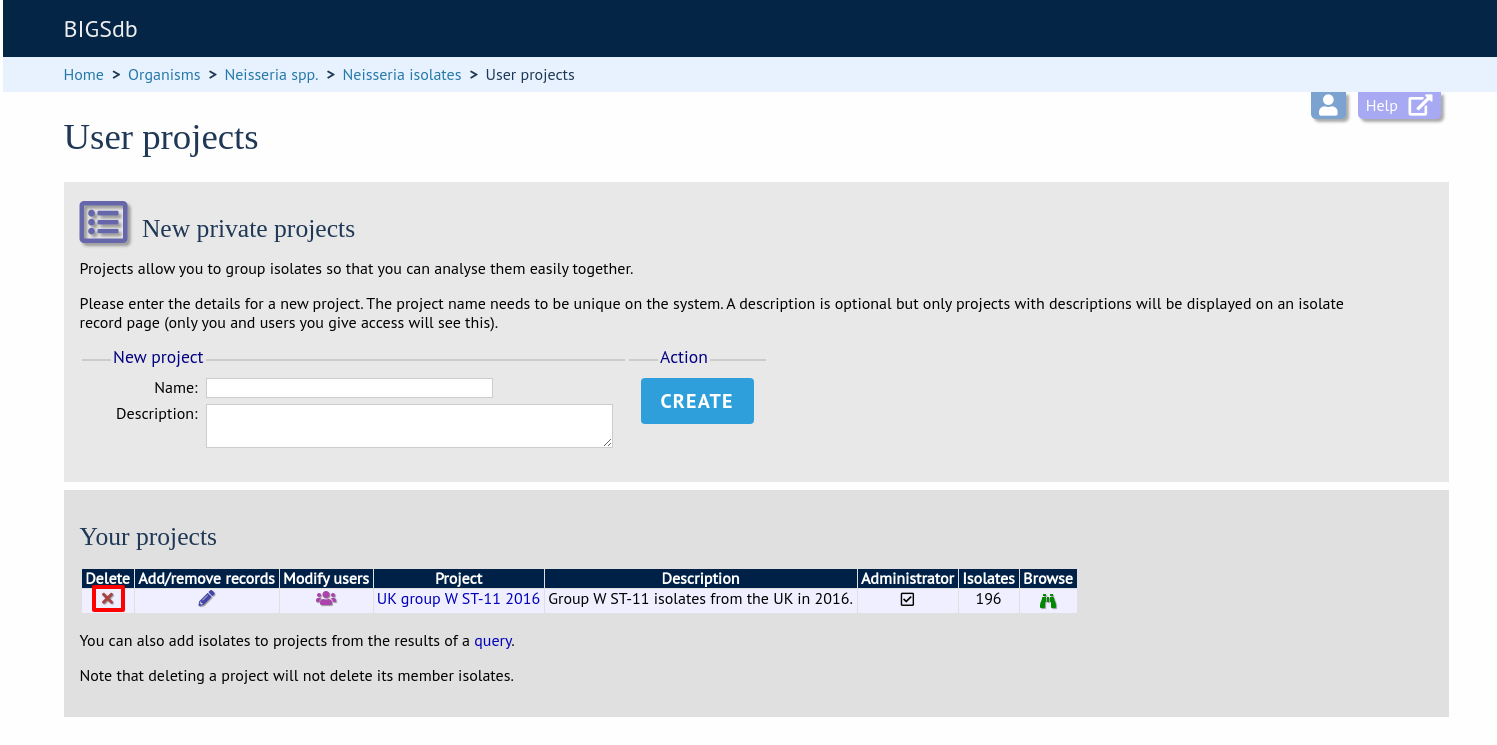 BIGSdb
Home > Organisms > Neisseria spp. > Neisseria isolates > User projects
Help
User projects
New private projects
Projects allow you to group isolates so that you can analyse them easily together.
Please enter the details for a new project. The project name needs to be unique on the system. A description is optional but only projects with descriptions will be displayed on an isolate
record page (only you and users you give access will see this).
New project Action
Name:
CREATE
Description:
Your projects
Delete Add/remove records Modify users Project Description Administrator Isolates Browse
UK group W ST-11 2016 Group W ST-11 isolates from the UK in 2016. 196
You can also add isolates to projects from the results of a query.
Note that deleting a project will not delete its member isolates.